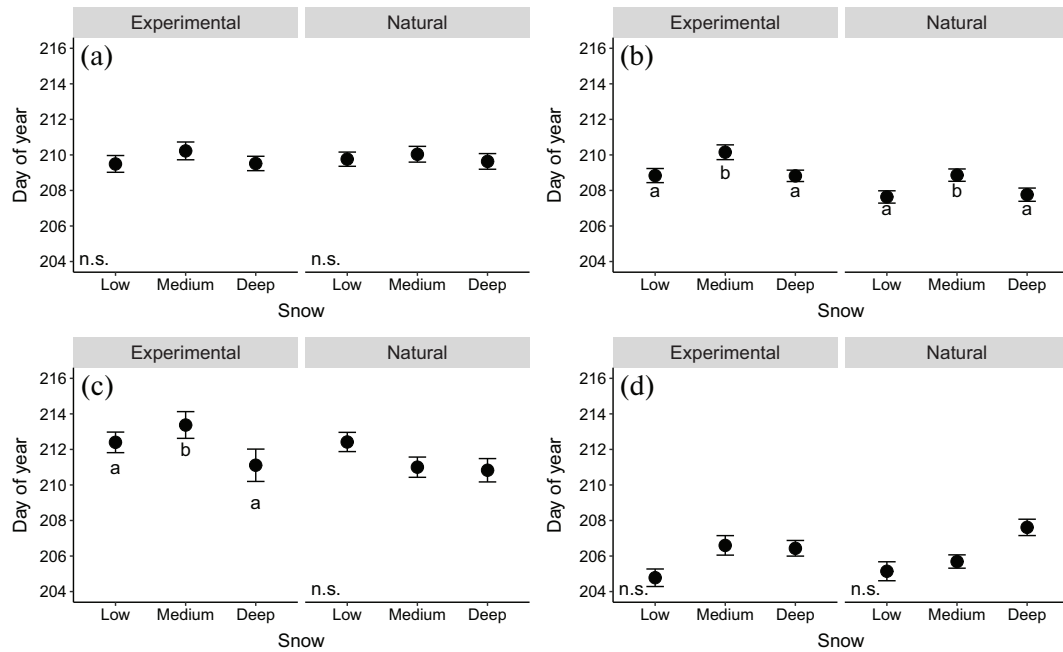 Experimental Natural
(a)
216
214
212
210
208
206
204
Day of year
n.s. n.s.
Low Medium Deep Low Medium Deep
Snow
Experimental Natural
(b)
216
214
212
210
208
206
204
Day of year
a b a a b a
Low Medium Deep Low Medium Deep
Snow
Experimental Natural
(c)
216
214
212
210
208
206
204
Day of year
a b a
n.s.
Low Medium Deep Low Medium Deep
Snow
Experimental Natural
(d)
216
214
212
210
208
206
204
Day of year
n.s. n.s.
Low Medium Deep Low Medium Deep
Snow